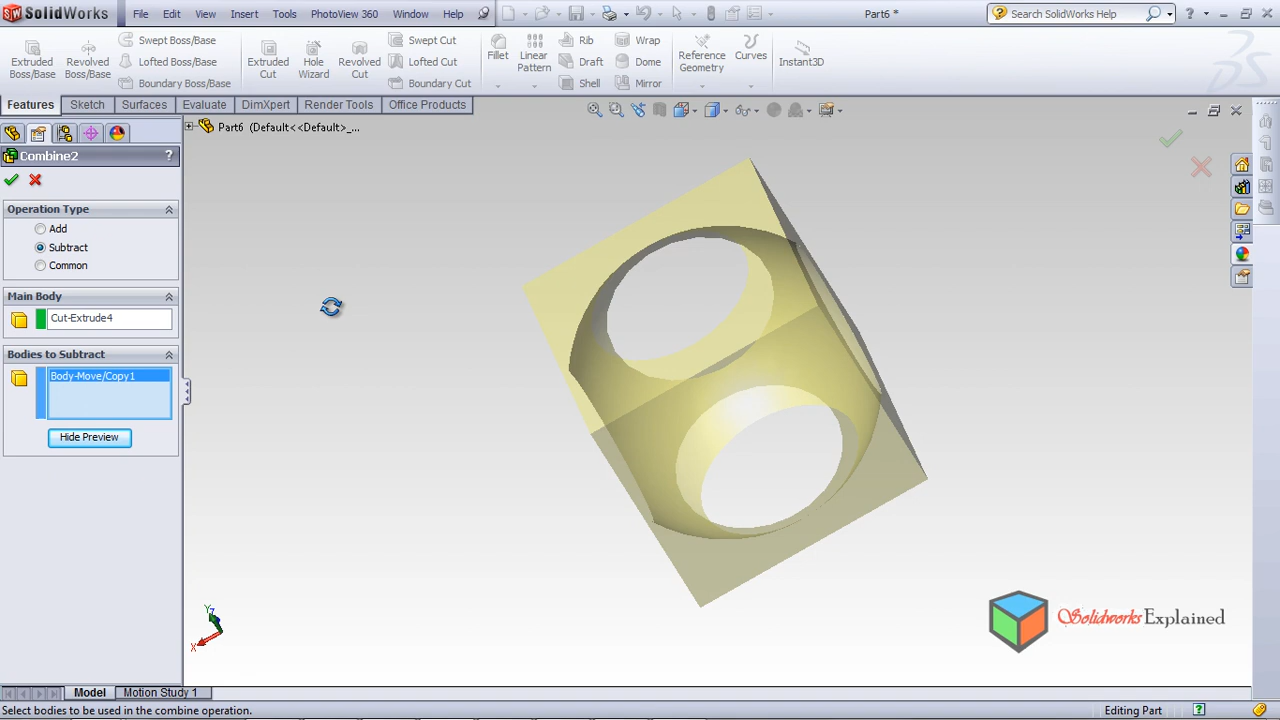 SolidWorks File Edit View Insert Tools PhotoView 360 Window Help Part6 * Search SolidWorks Help ?
Extruded Boss/Base
Revolved Boss/Base
Swept Boss/Base
Lofted Boss/Base
Boundary Boss/Base
Extruded Cut
Hole Wizard
Revolved Cut
Swept Cut
Lofted Cut
Boundary Cut
Fillet
Linear Pattern
Rib
Draft
Shell
Wrap
Dome
Mirror
Reference Geometry
Curves
Instant3D
Features Sketch Surfaces Evaluate DimXpert Render Tools Office Products
Part6 (Default<<Default>_...
Combine2 ?
Operation Type
Add
Subtract
Common
Main Body
Cut-Extrude4
Bodies to Subtract
Body-Move/Copy1
Hide Preview
Y
Z
X
Solidworks Explained
Model Motion Study 1
Select bodies to be used in the combine operation. Editing Part ?